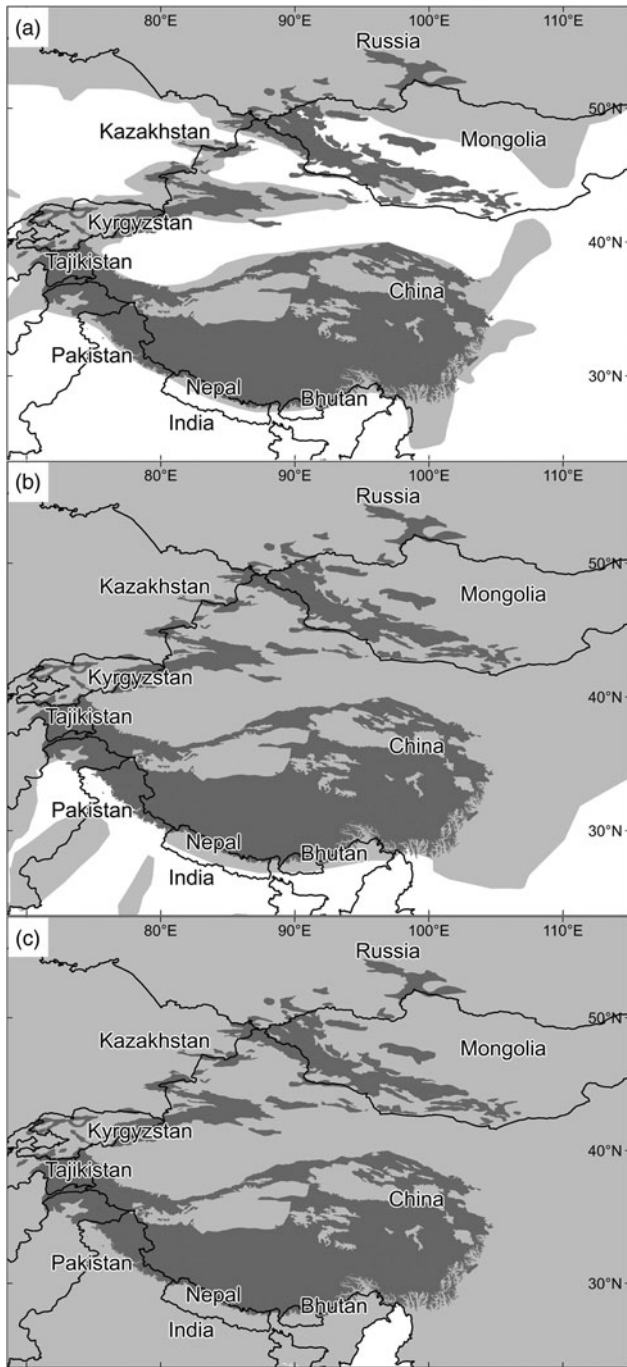 (a)
80°E 90°E 100°E 110°E
Russia
50°N
Kazakhstan
Mongolia
Kyrgyzstan
40°N
Tajikistan
China
Pakistan
30°N
Nepal
Bhutan
India
(b)
80°E 90°E 100°E 110°E
Russia
50°N
Kazakhstan
Mongolia
Kyrgyzstan
40°N
Tajikistan
China
Pakistan
30°N
Nepal
Bhutan
India
(c)
80°E 90°E 100°E 110°E
Russia
50°N
Kazakhstan
Mongolia
Kyrgyzstan
40°N
Tajikistan
China
Pakistan
30°N
Nepal
Bhutan
India